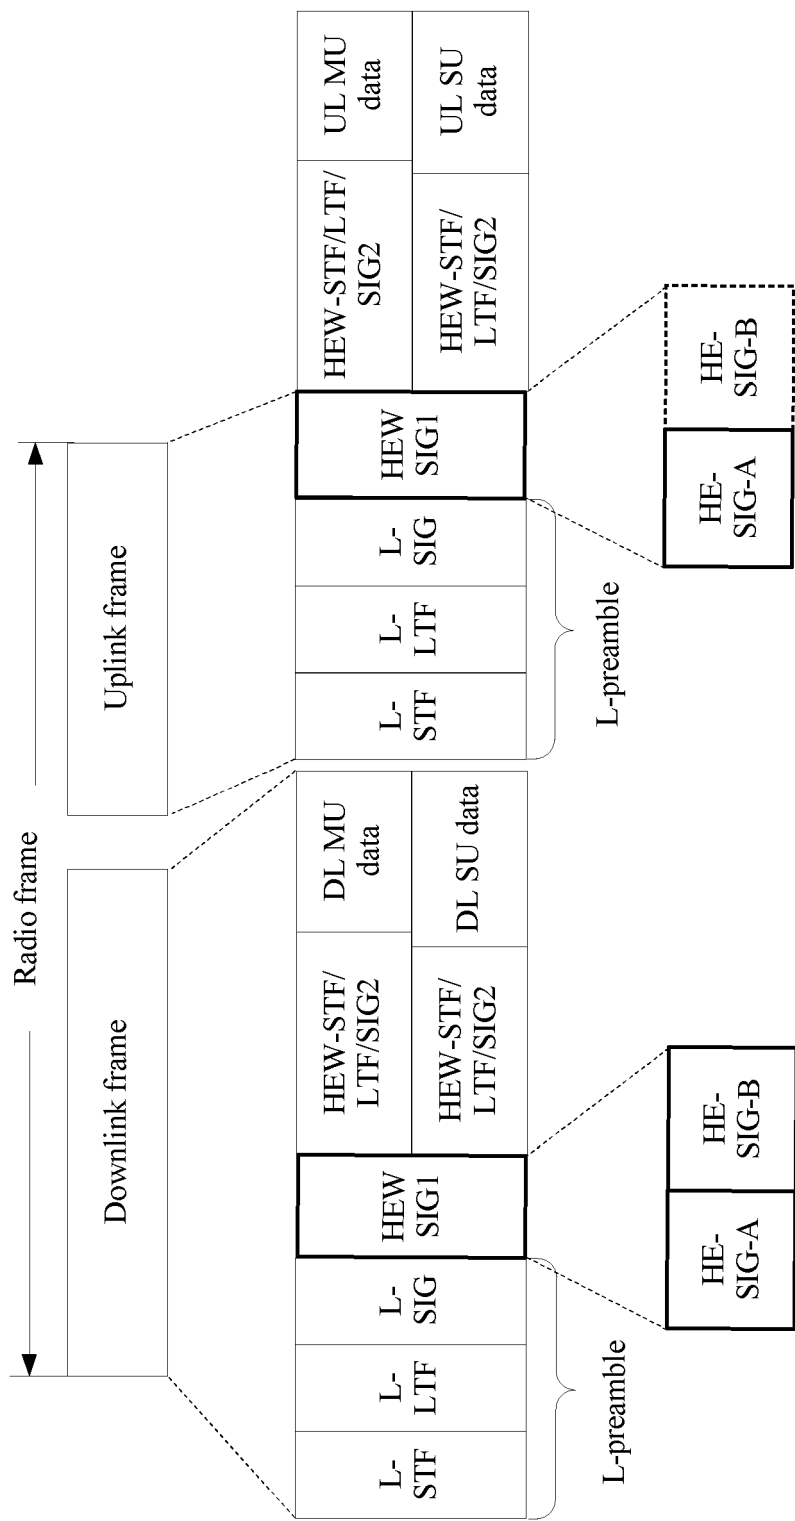 Radio frame
Downlink frame
Uplink frame
L-
STF
L-
LTF
L-
SIG
HEW
SIG1
HEW-STF/
LTF/SIG2
DL MU
data
HEW-STF/
LTF/SIG2
DL SU data
L-
STF
L-
LTF
L-
SIG
HEW
SIG1
HEW-STF/LTF/
SIG2
UL MU
data
HEW-STF/
LTF/SIG2
UL SU
data
L-preamble
L-preamble
HE-
SIG-A
HE-
SIG-B
HE-
SIG-A
HE-
SIG-B